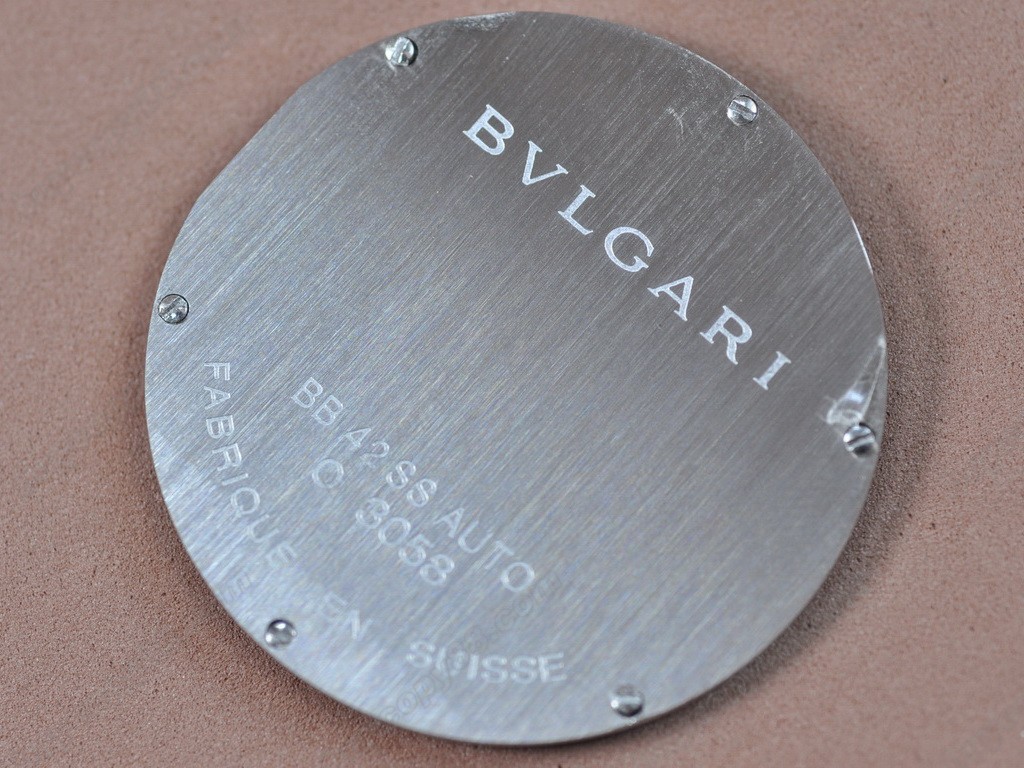 BVLGARI
BB 42 SS AUTO
C 3058
FABRIQUE EN SUISSE